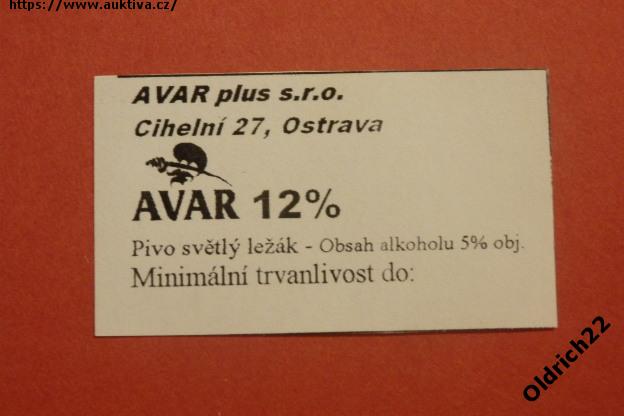 https://www.auktiva.cz/
AVAR plus s.r.o.
Cihelní 27, Ostrava
AVAR 12%
Pivo světlý ležák - Obsah alkoholu 5% obj.
Minimální trvanlivost do:
Oldrich22